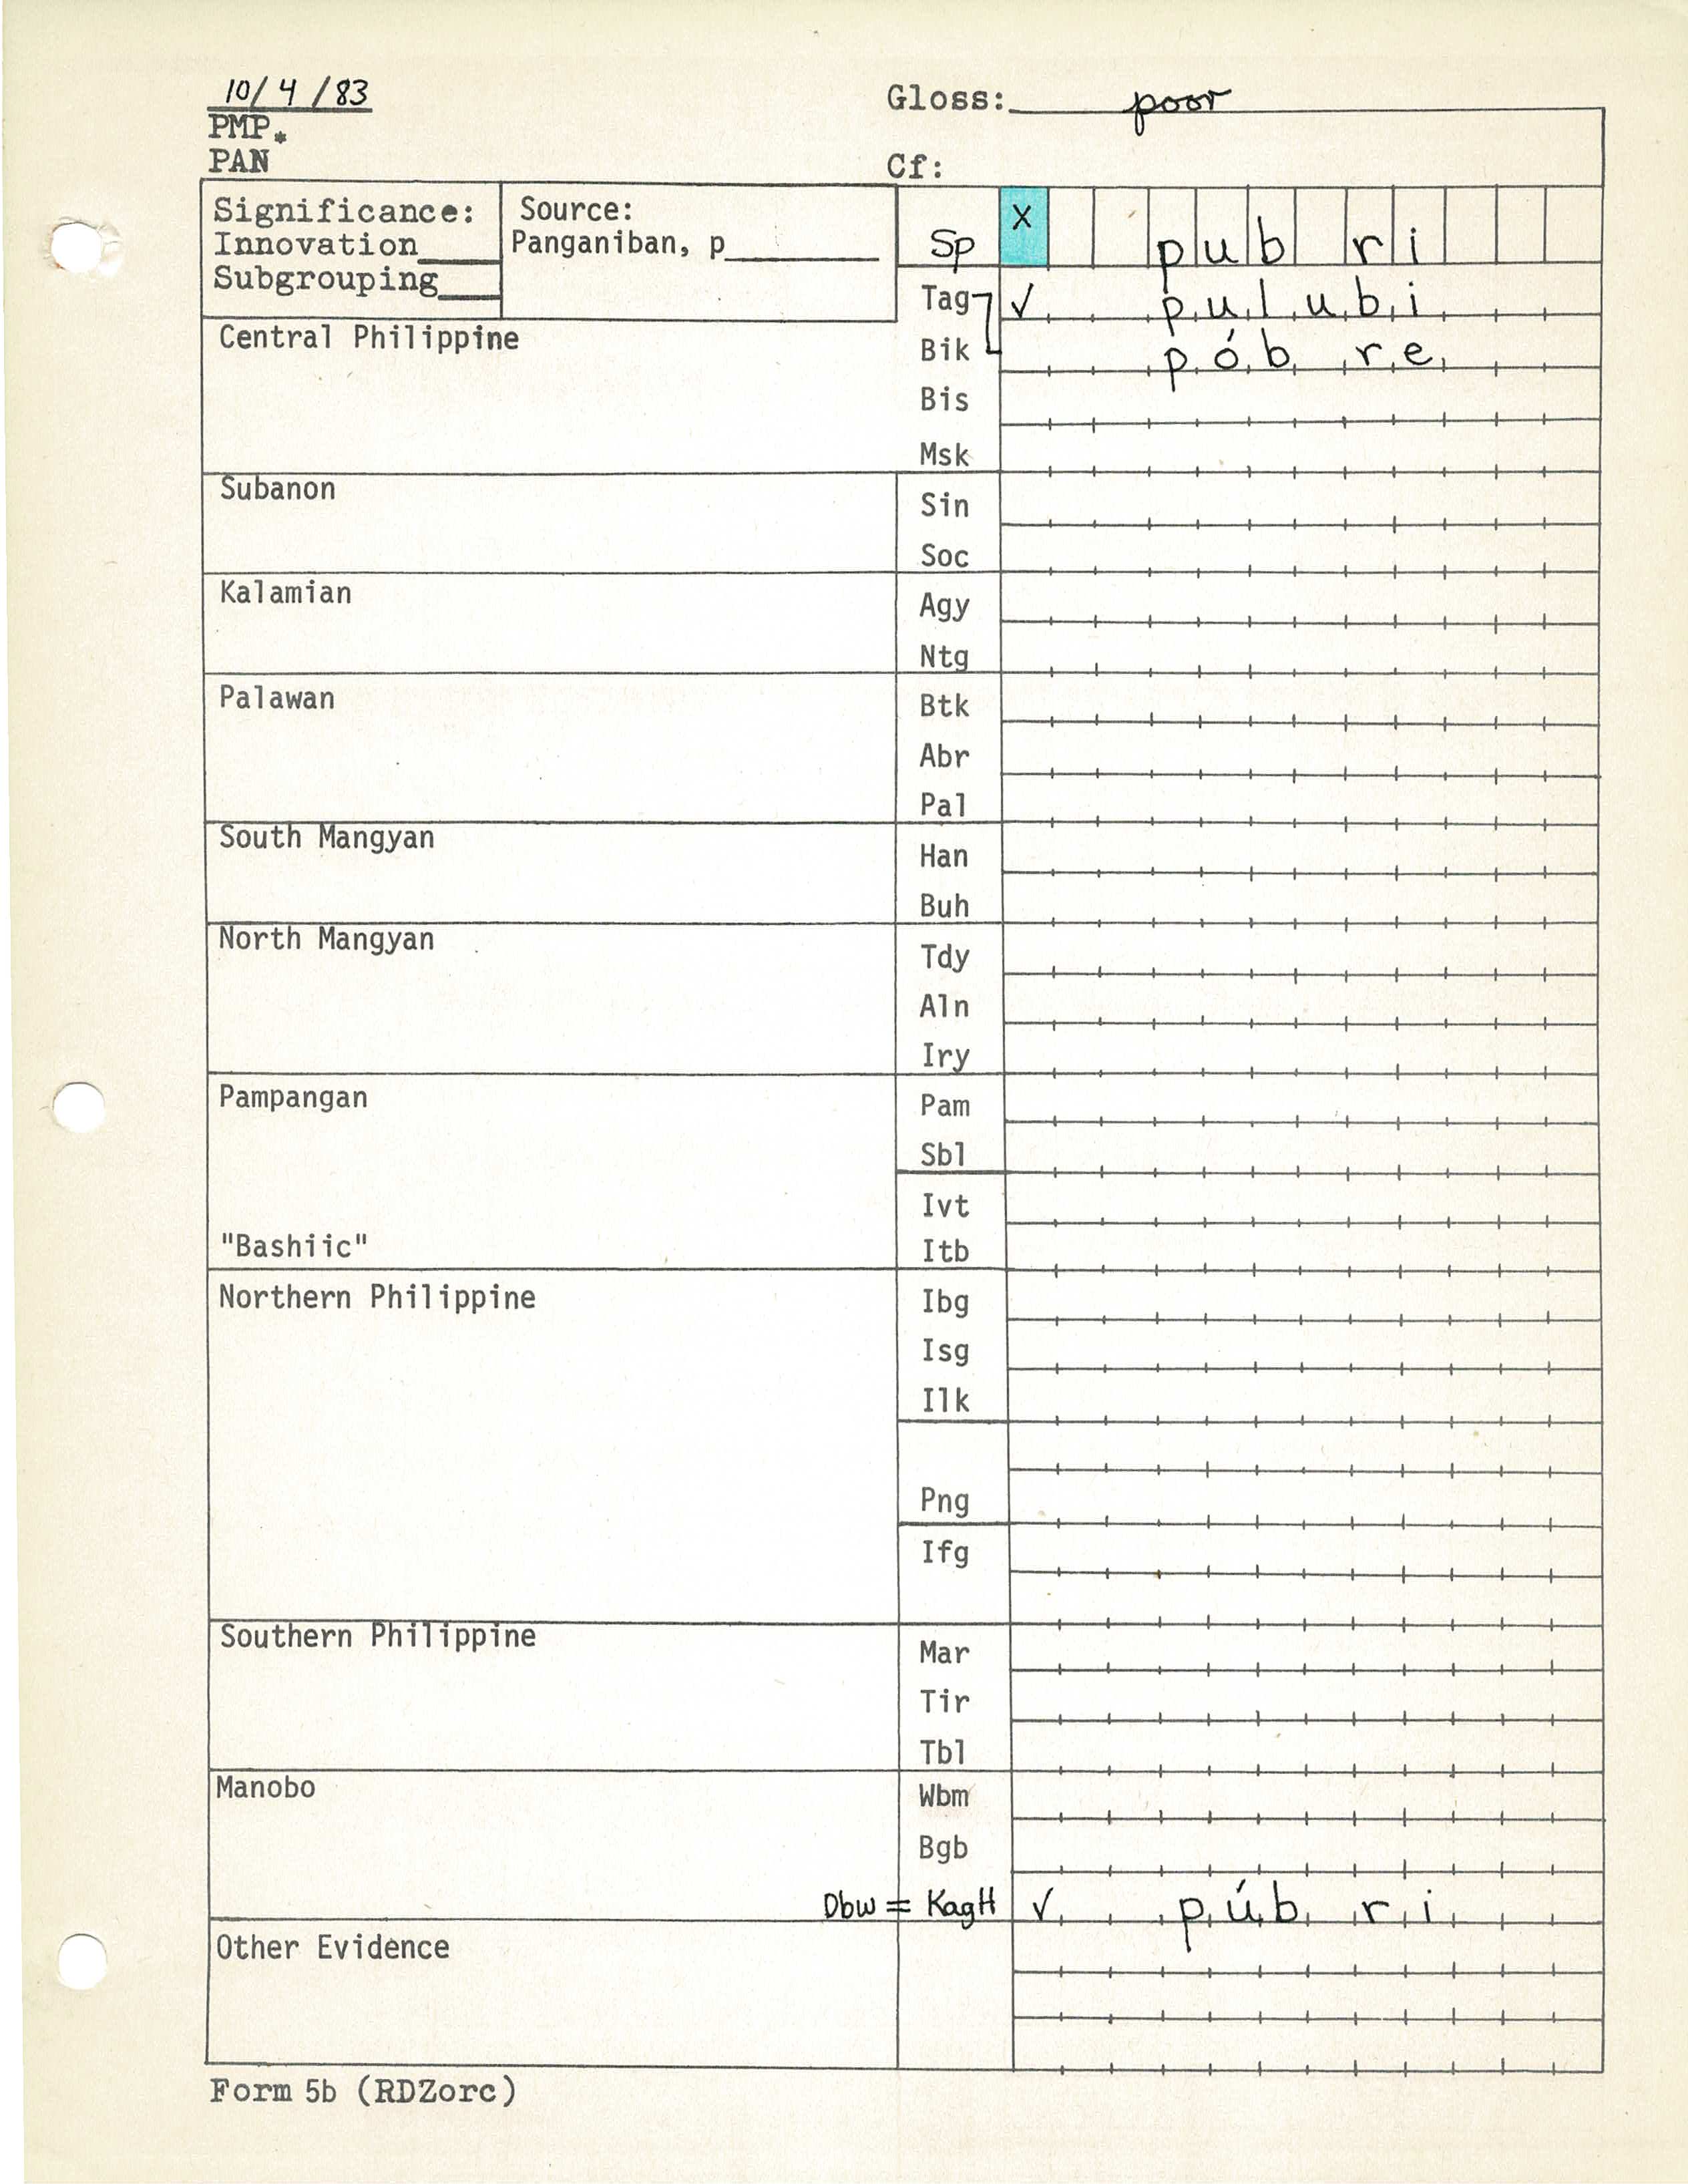 10/4/83
Gloss: poor
PMP*
PAN
Cf:
Significance:
Innovation____
Subgrouping____
Source:
Panganiban, p________
Sp X pub ri
Tag ✓ pulubi
Central Philippine
Bik pób re
Bis
Msk
Subanon
Sin
Soc
Kalamian
Agy
Ntg
Palawan
Btk
Abr
Pal
South Mangyan
Han
Buh
North Mangyan
Tdy
Aln
Iry
Pampangan
Pam
Sbl
Ivt
"Bashiic"
Itb
Northern Philippine
Ibg
Isg
Ilk
Png
Ifg
Southern Philippine
Mar
Tir
Tbl
Manobo
Wbm
Bgb
Dbw = KagH ✓ púb ri
Other Evidence
Form 5b (RDZorc)